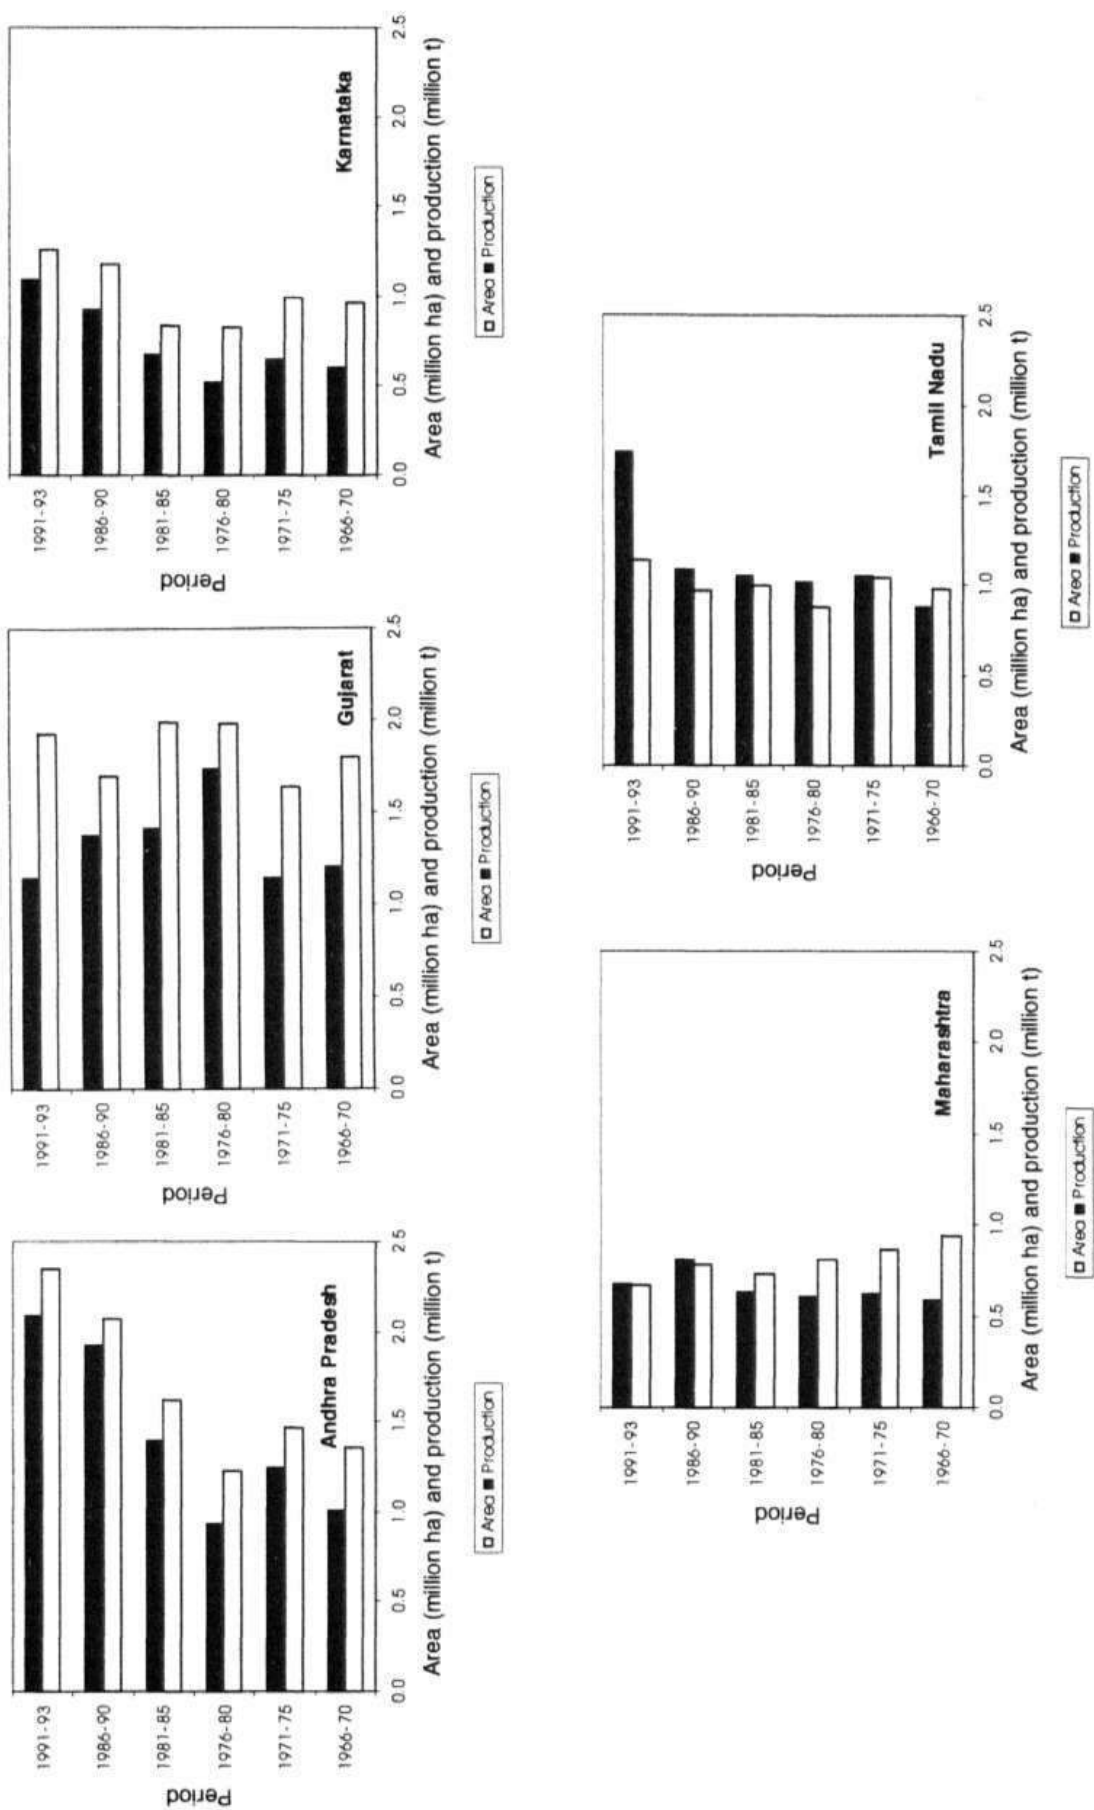 Period
1991-93
1986-90
1981-85
1976-80
1971-75
1966-70
Andhra Pradesh
0.0 0.5 1.0 1.5 2.0 2.5
Area (million ha) and production (million t)
Area Production
Period
1991-93
1986-90
1981-85
1976-80
1971-75
1966-70
Gujarat
0.0 0.5 1.0 1.5 2.0 2.5
Area (million ha) and production (million t)
Area Production
Period
1991-93
1986-90
1981-85
1976-80
1971-75
1966-70
Karnataka
0.0 0.5 1.0 1.5 2.0 2.5
Area (million ha) and production (million t)
Area Production
Period
1991-93
1986-90
1981-85
1976-80
1971-75
1966-70
Maharashtra
0.0 0.5 1.0 1.5 2.0 2.5
Area (million ha) and production (million t)
Area Production
Period
1991-93
1986-90
1981-85
1976-80
1971-75
1966-70
Tamil Nadu
0.0 0.5 1.0 1.5 2.0 2.5
Area (million ha) and production (million t)
Area Production